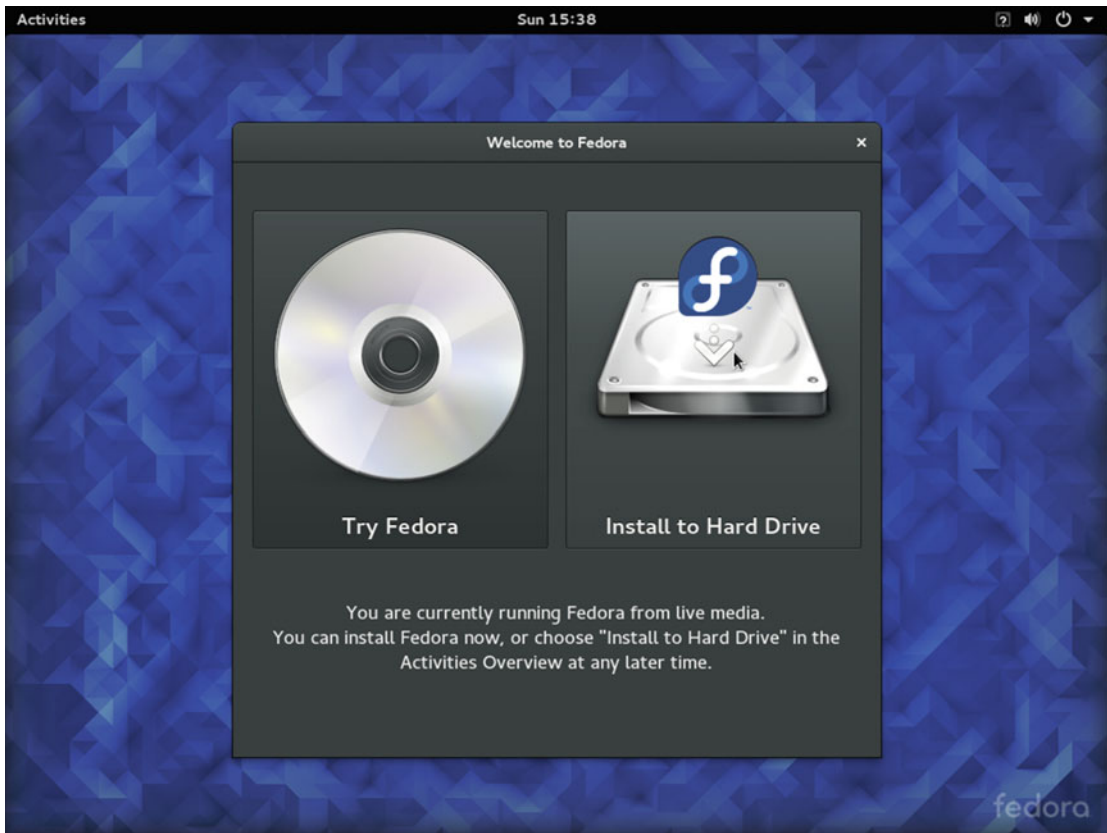 Activities
Sun 15:38
Welcome to Fedora
Try Fedora
Install to Hard Drive
You are currently running Fedora from live media.
You can install Fedora now, or choose "Install to Hard Drive" in the
Activities Overview at any later time.
fedora